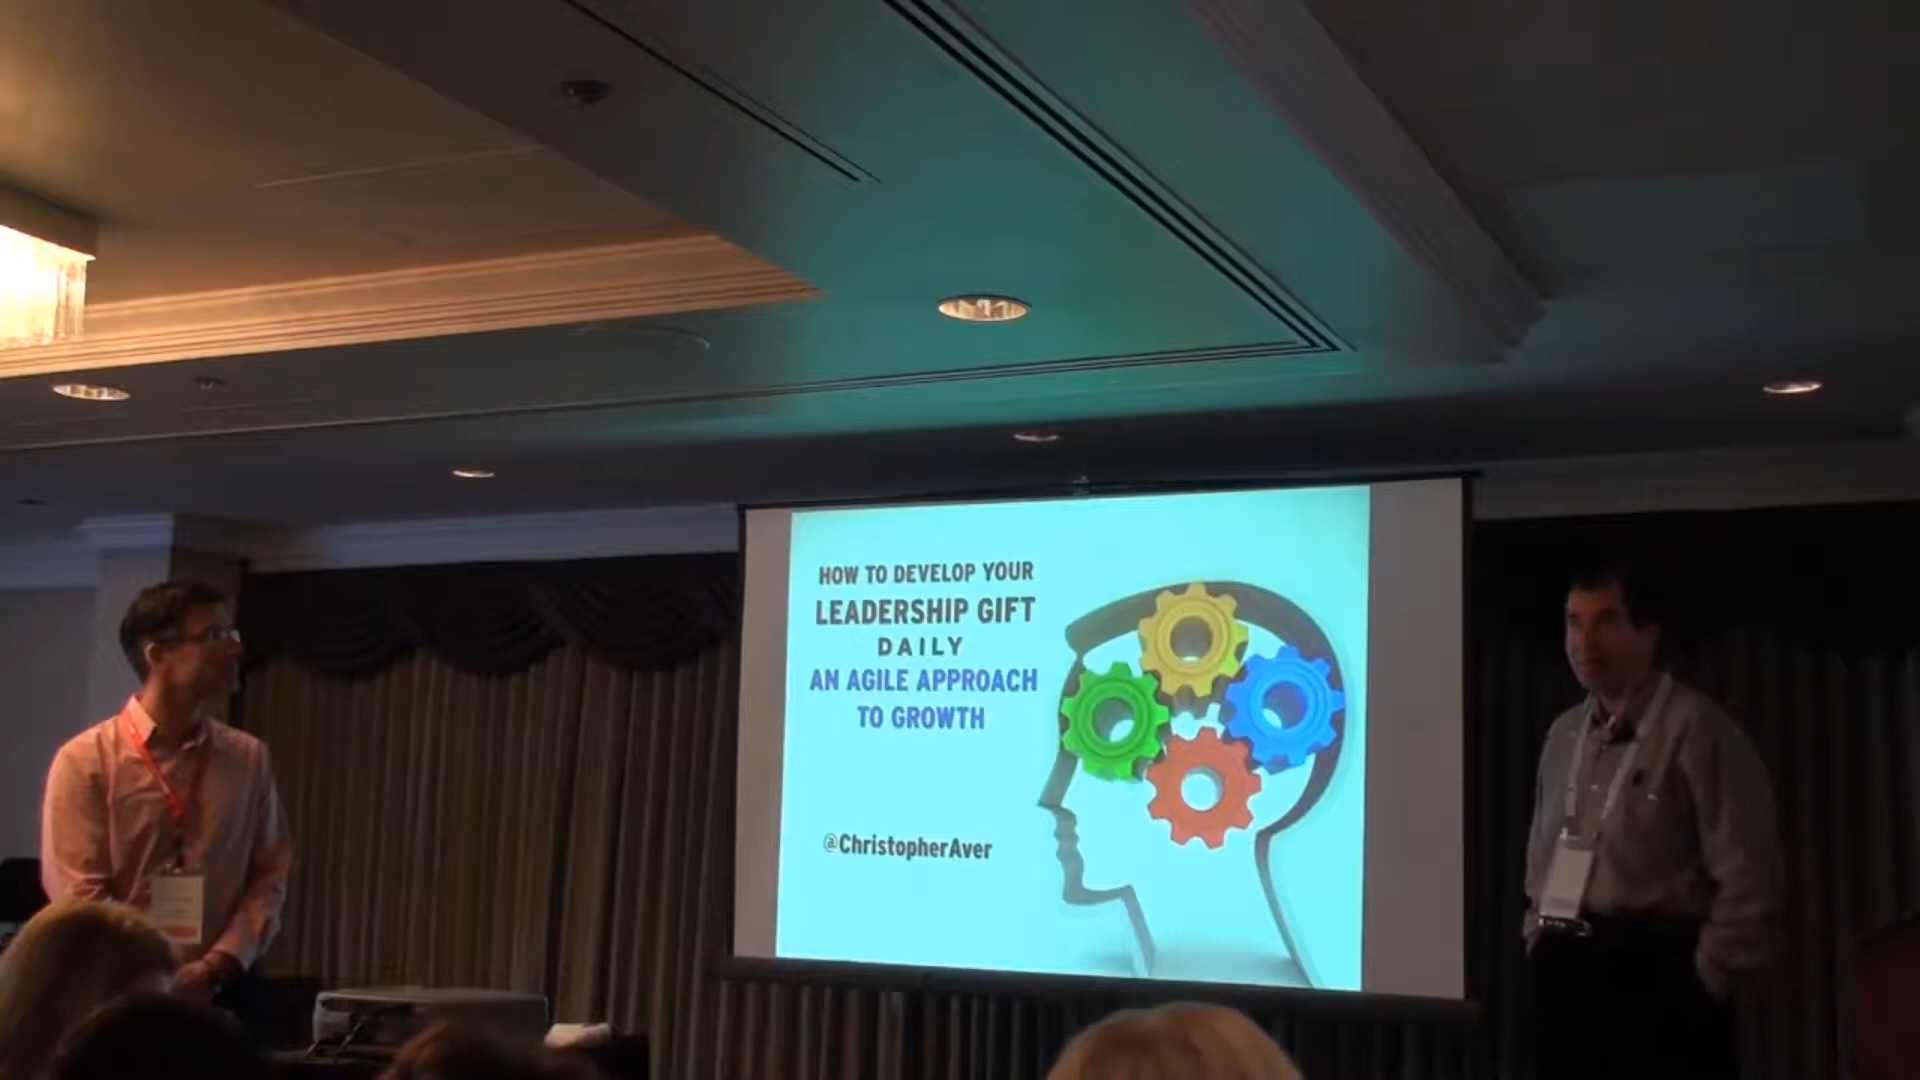 HOW TO DEVELOP YOUR
LEADERSHIP GIFT
DAILY
AN AGILE APPROACH
TO GROWTH
@ChristopherAver